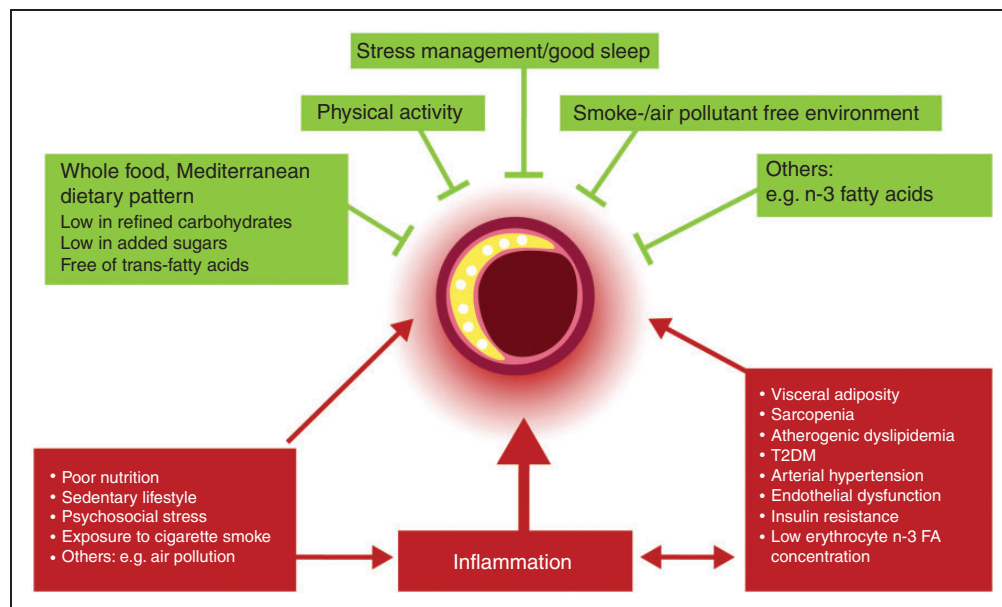 Stress management/good sleep
Physical activity
Smoke-/air pollutant free environment
Whole food, Mediterranean
dietary pattern
Low in refined carbohydrates
Low in added sugars
Free of trans-fatty acids
Others:
e.g. n-3 fatty acids
• Poor nutrition
• Sedentary lifestyle
• Psychosocial stress
• Exposure to cigarette smoke
• Others: e.g. air pollution
Inflammation
• Visceral adiposity
• Sarcopenia
• Atherogenic dyslipidemia
• T2DM
• Arterial hypertension
• Endothelial dysfunction
• Insulin resistance
• Low erythrocyte n-3 FA
concentration